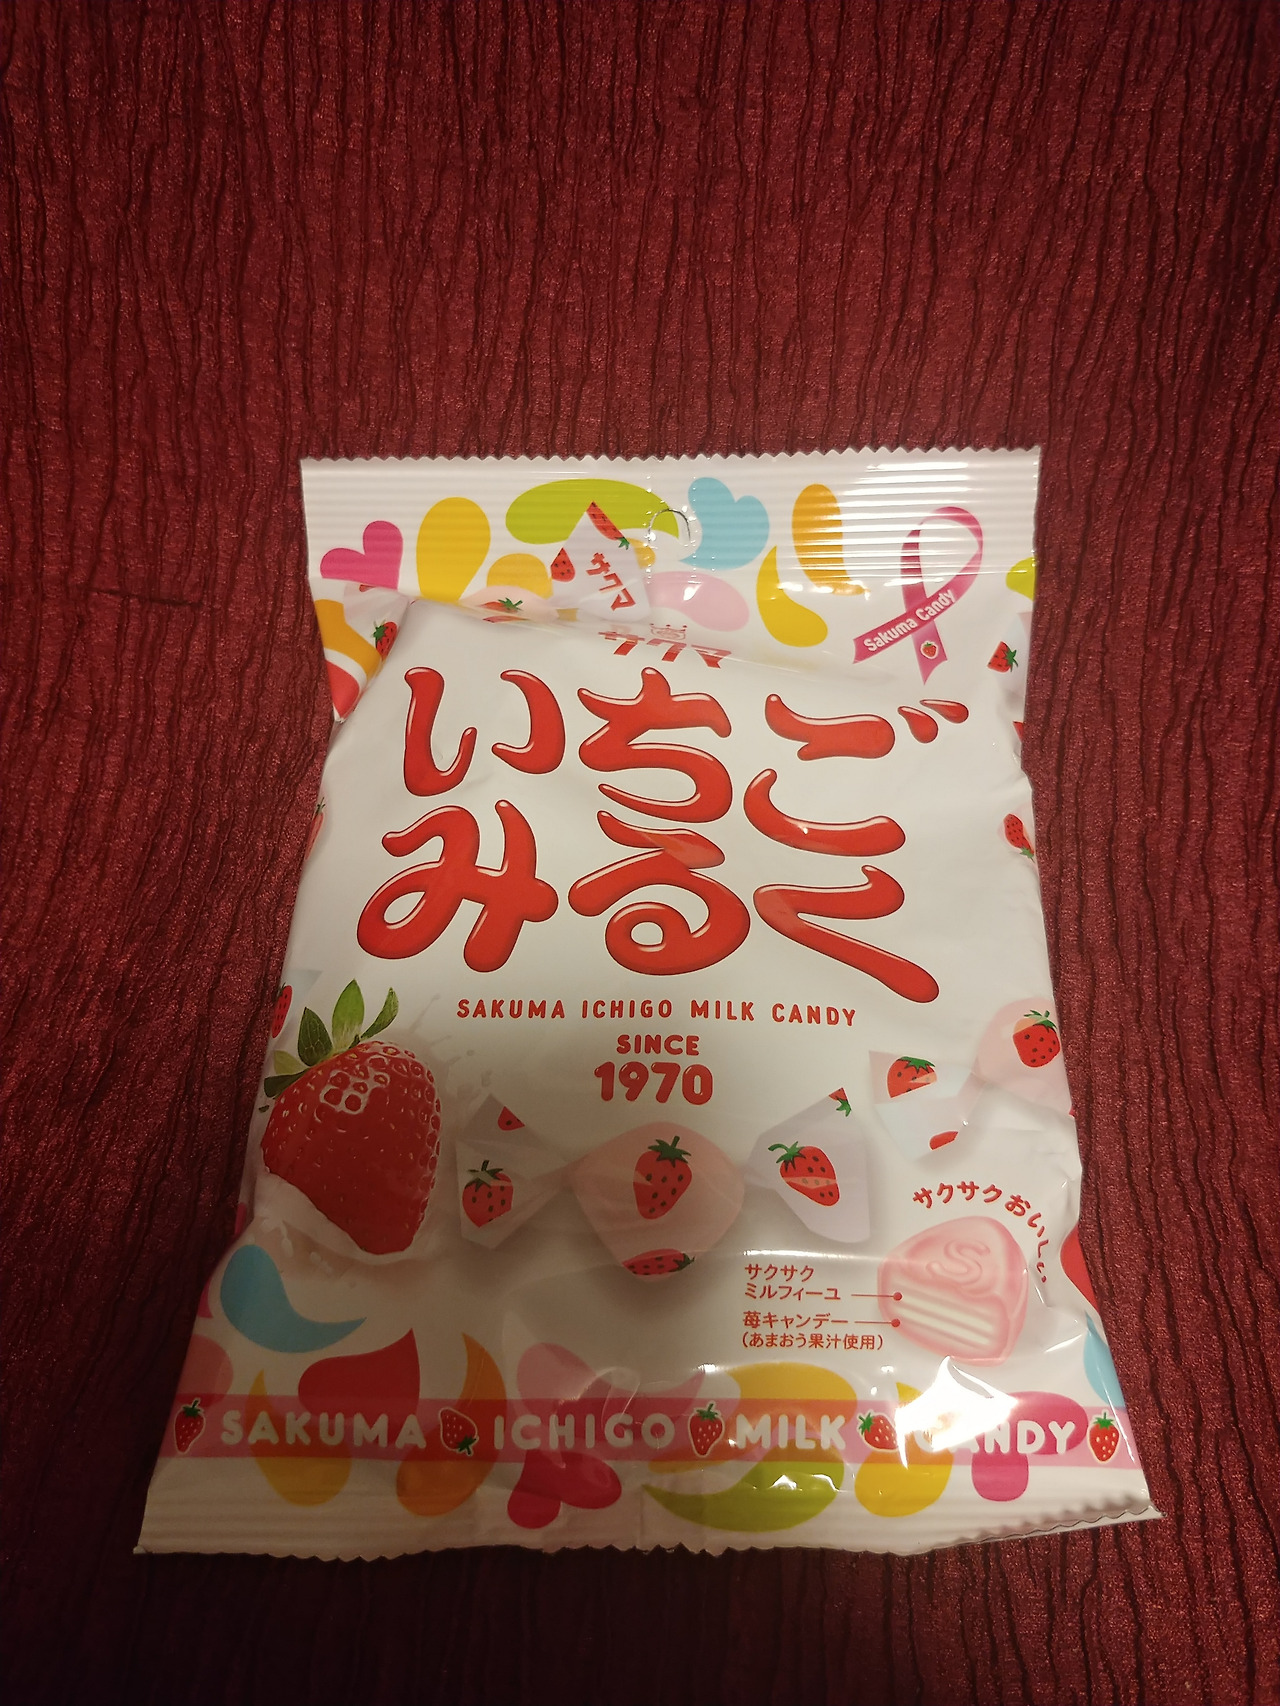 サクマ
Sakuma Candy
サクマ
いちご
みるく
SAKUMA ICHIGO MILK CANDY
SINCE
1970
サクサクおいしい
S
サクサク
ミルフィーユ
苺キャンデー
(あまおう果汁使用)
SAKUMA ICHIGO MILK CANDY